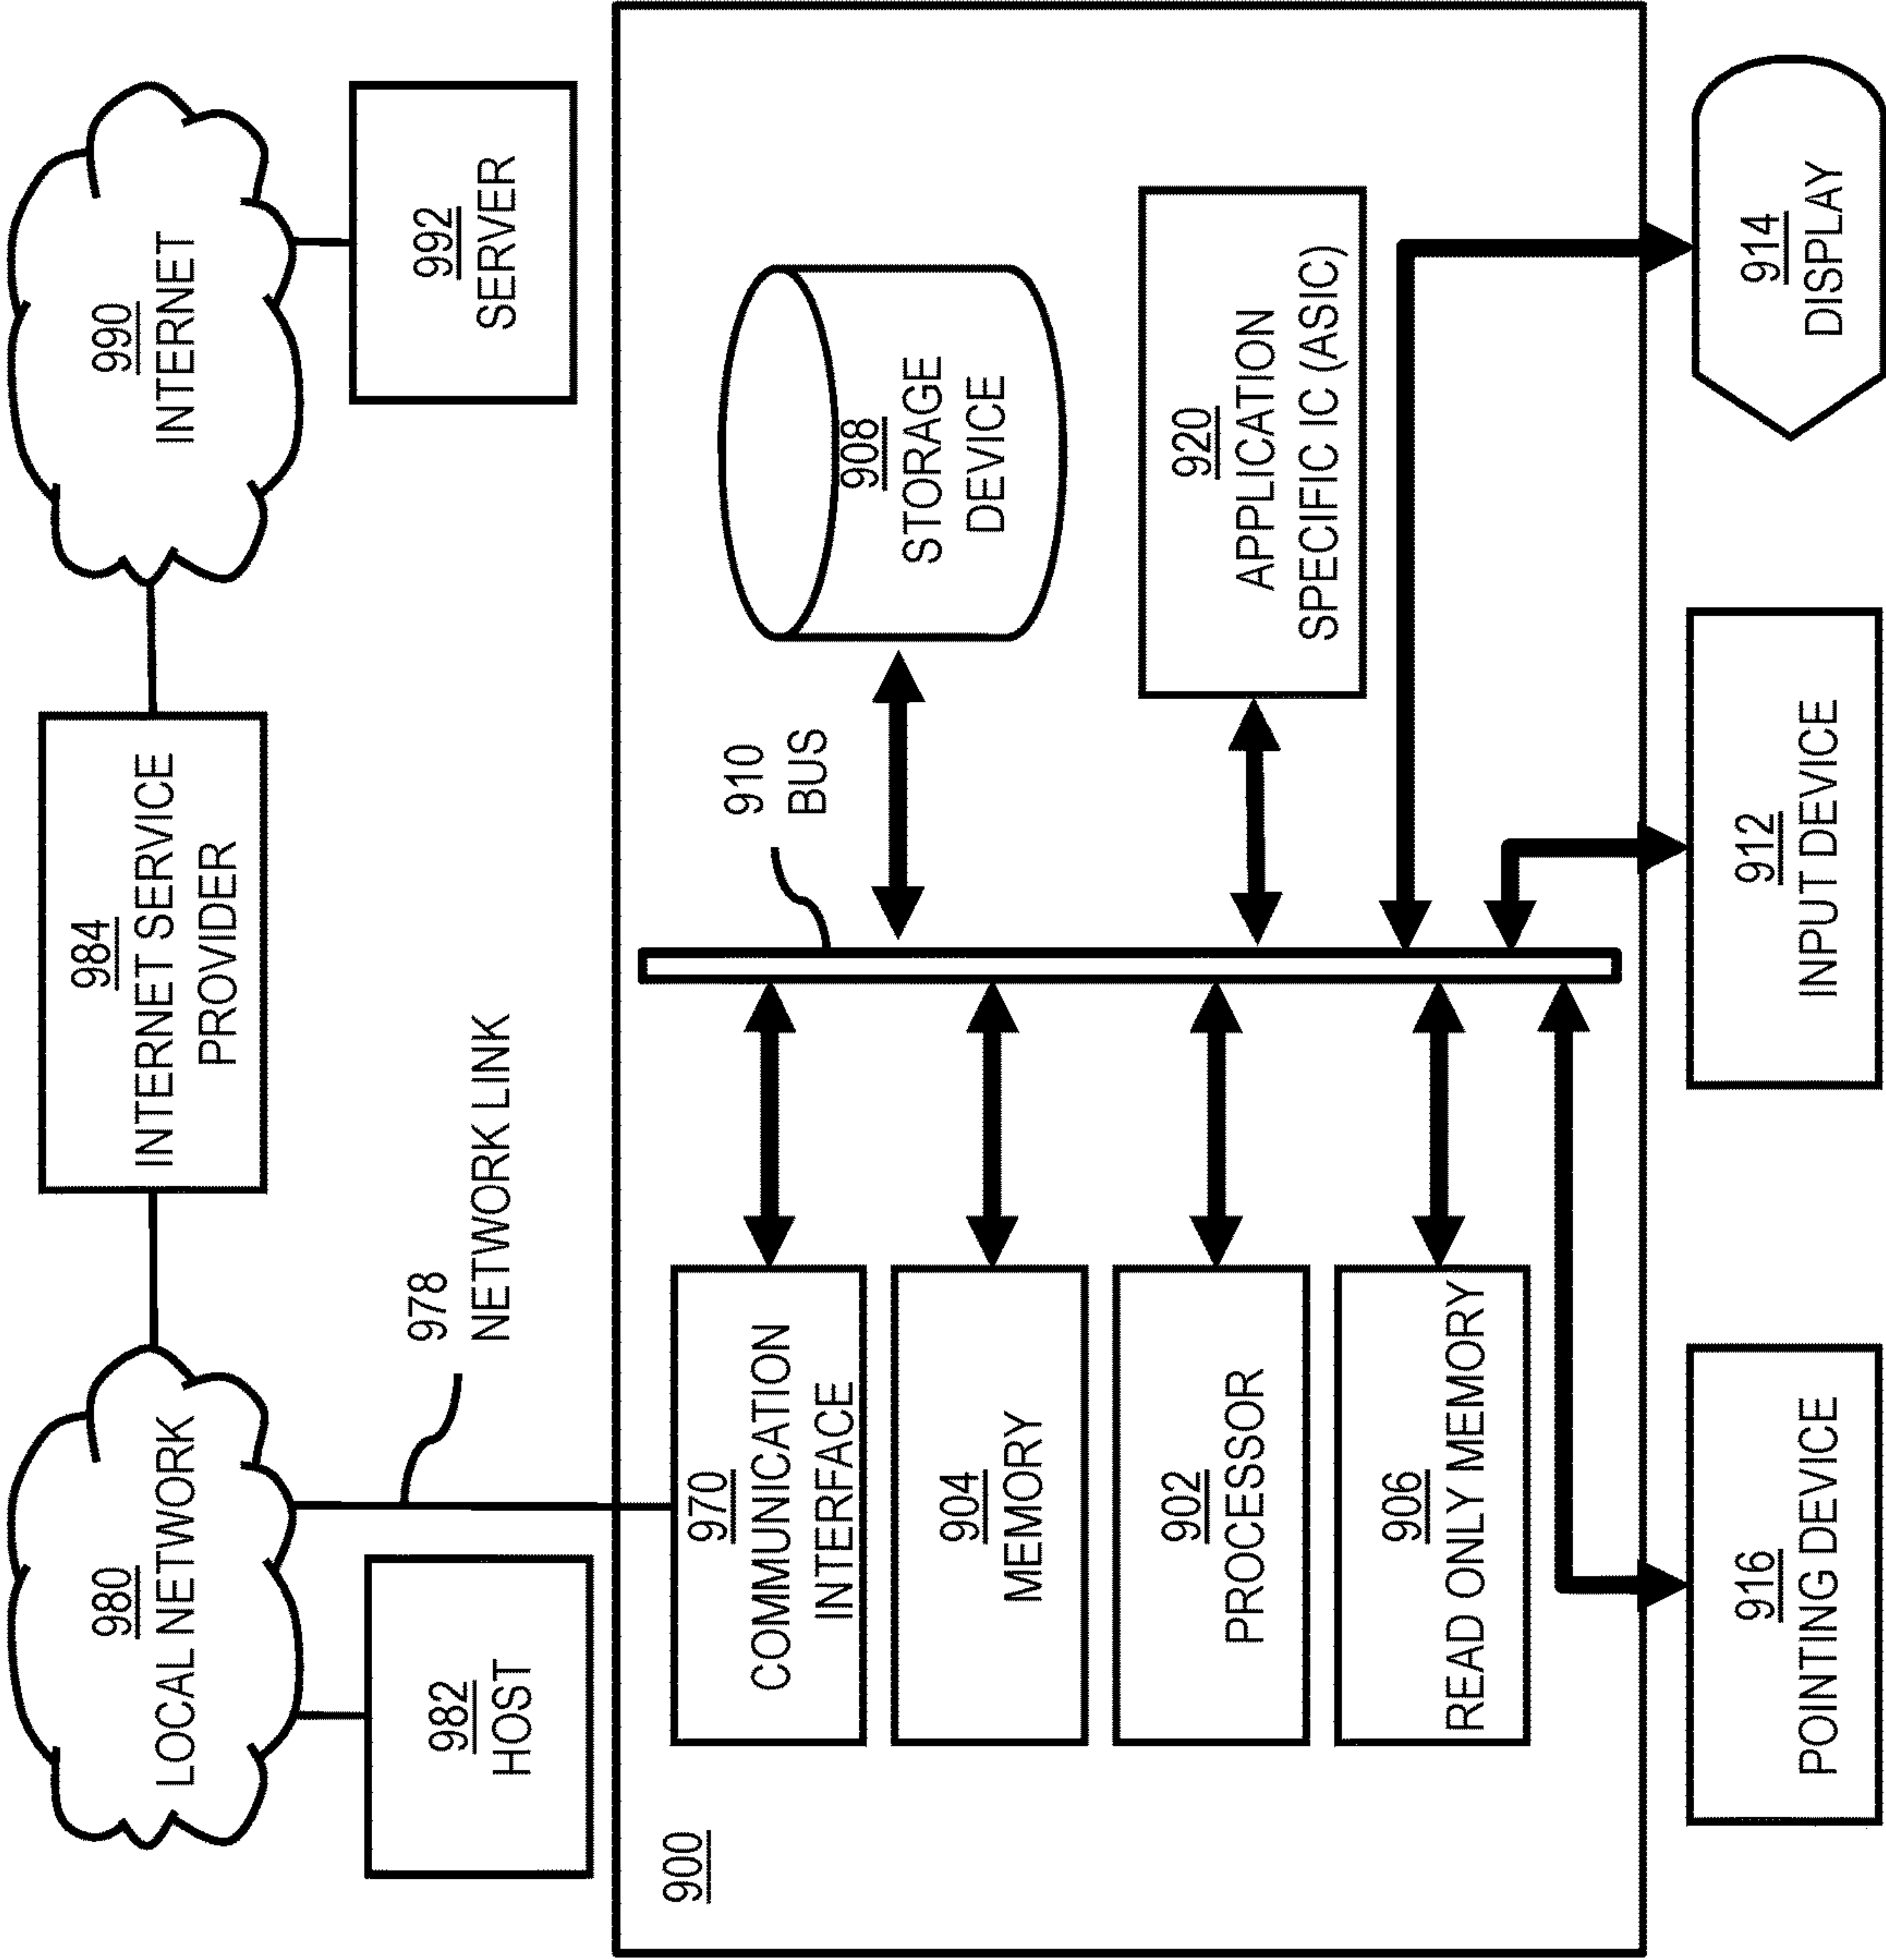 980
LOCAL NETWORK
984
INTERNET SERVICE
PROVIDER
990
INTERNET
982
HOST
978
NETWORK LINK
992
SERVER
900
970
COMMUNICATION
INTERFACE
910
BUS
908
STORAGE
DEVICE
904
MEMORY
902
PROCESSOR
920
APPLICATION
SPECIFIC IC (ASIC)
906
READ ONLY MEMORY
916
POINTING DEVICE
912
INPUT DEVICE
914
DISPLAY